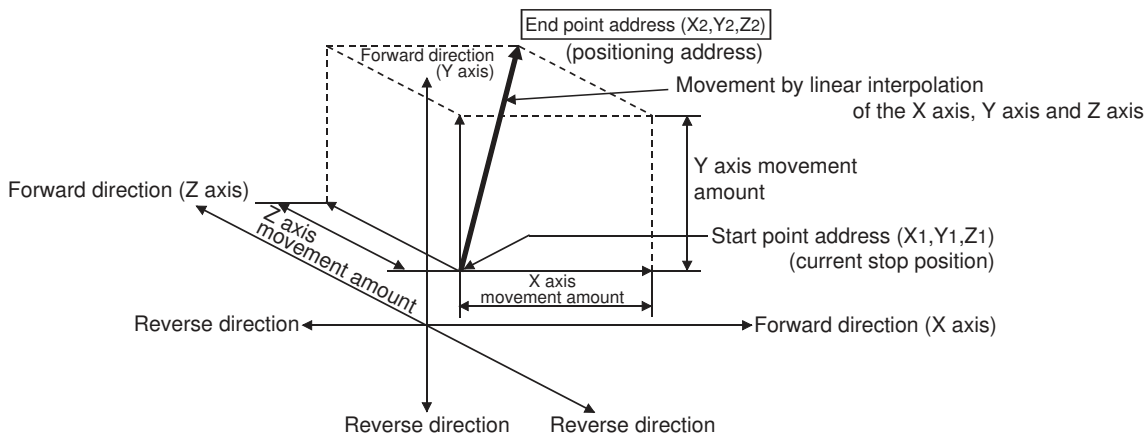 End point address (X2,Y2,Z2)
(positioning address)
Forward direction
(Y axis)
Movement by linear interpolation
of the X axis, Y axis and Z axis
Y axis movement
amount
Forward direction (Z axis)
Z axis
movement amount
Start point address (X1,Y1,Z1)
(current stop position)
X axis
movement amount
Reverse direction
Forward direction (X axis)
Reverse direction
Reverse direction